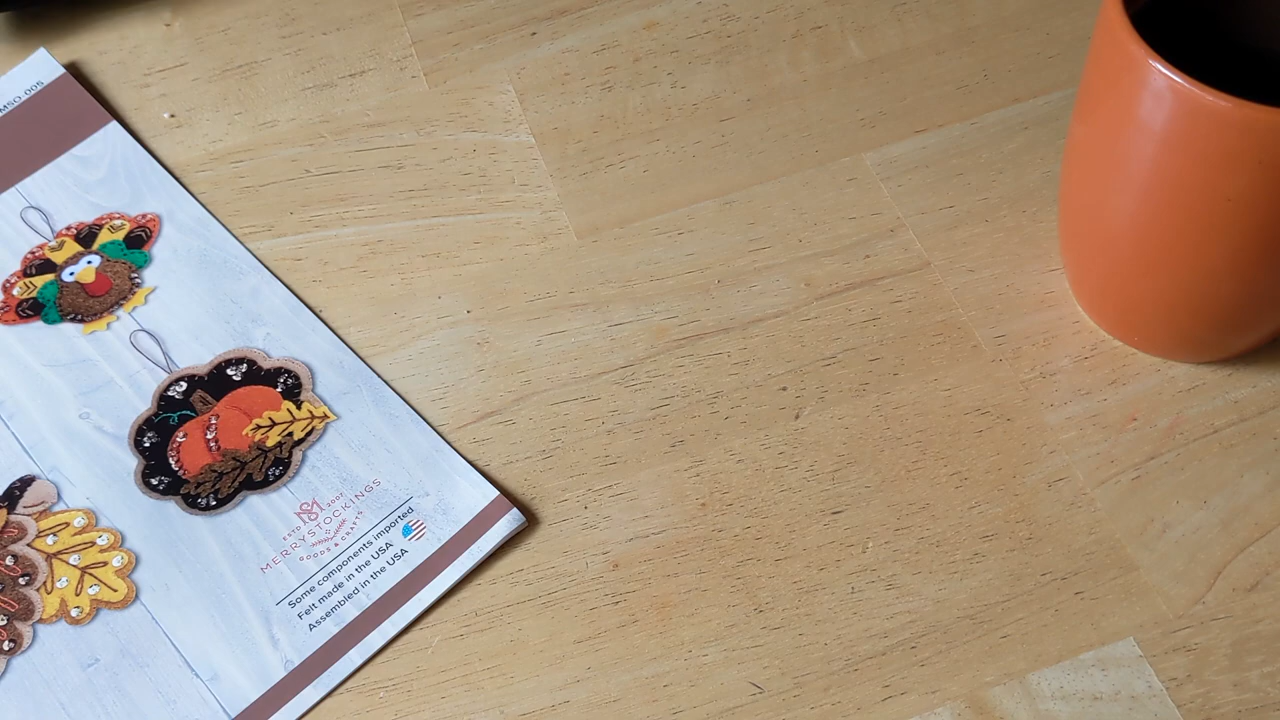 MSO-005
ESTD 2007
MERRYSTOCKINGS
GOODS & CRAFTS
Some components imported
Felt made in the USA
Assembled in the USA